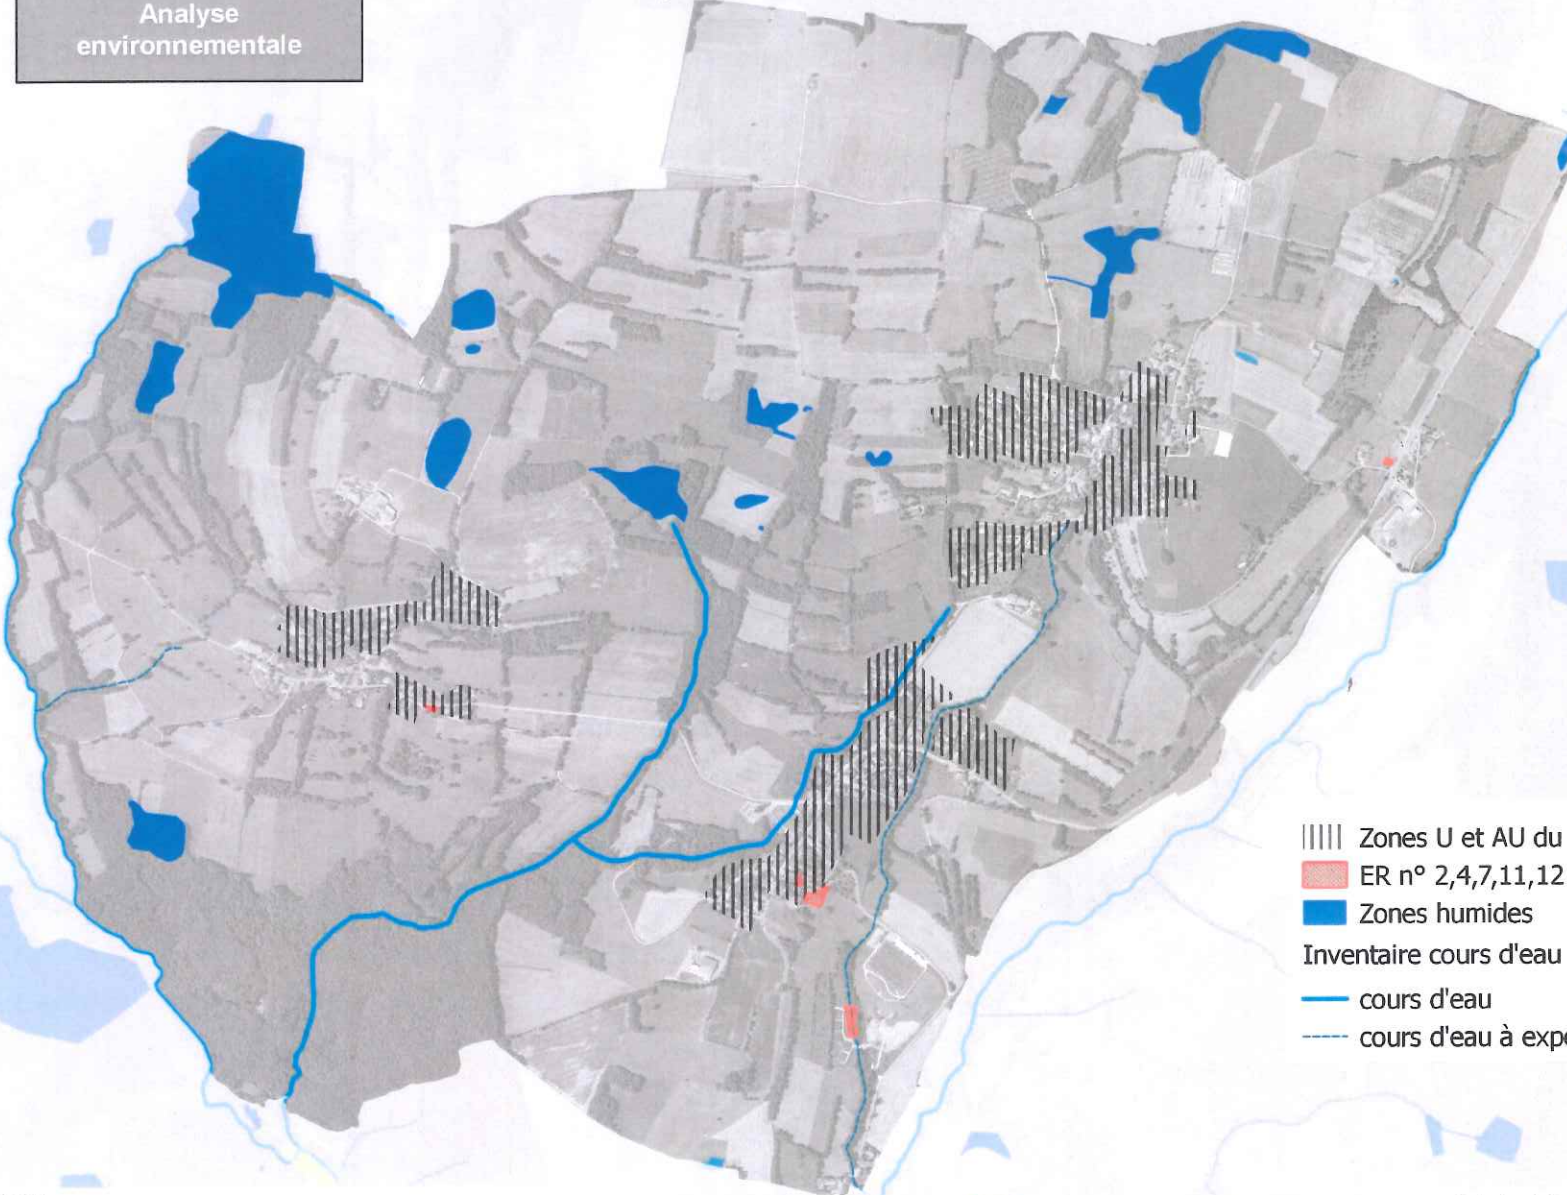 Analyse
environnementale
Zones U et AU du
ER n° 2,4,7,11,12
Zones humides
Inventaire cours d'eau
cours d'eau
cours d'eau à exp